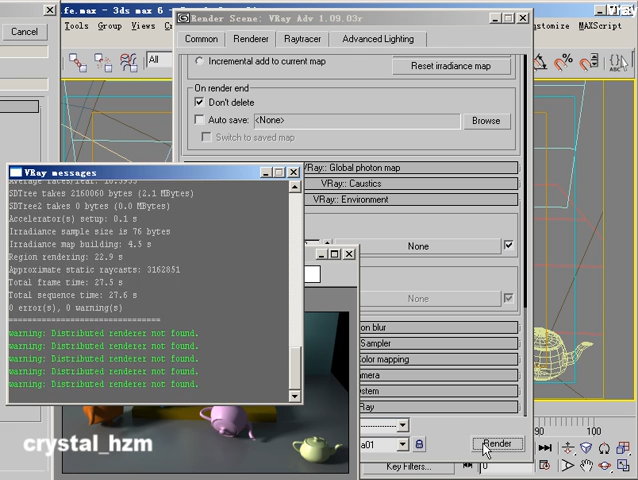 fe.max - 3ds max 6
Render Scene: VRay Adv 1.09.03r
Cancel
Tools Group Views
Customize MAXScript
Common Renderer Raytracer Advanced Lighting
All
Incremental add to current map
Reset irradiance map
On render end
Don't delete
Auto save: <None> Browse
Switch to saved map
VRay:: Global photon map
VRay:: Caustics
VRay:: Environment
None
None
on blur
Sampler
Color mapping
mera
stem
Ray
VRay messages
SDTree takes 2160060 bytes (2.1 MBytes)
SDTree2 takes 0 bytes (0.0 MBytes)
Accelerator(s) setup: 0.1 s
Irradiance sample size is 76 bytes
Irradiance map building: 4.5 s
Region rendering: 22.9 s
Approximate static raycasts: 3162851
Total frame time: 27.5 s
Total sequence time: 27.6 s
0 error(s), 0 warning(s)
==============================
warning: Distributed renderer not found.
warning: Distributed renderer not found.
warning: Distributed renderer not found.
warning: Distributed renderer not found.
warning: Distributed renderer not found.
a01
Render
90 100
Key Filters...
0
crystal_hzm